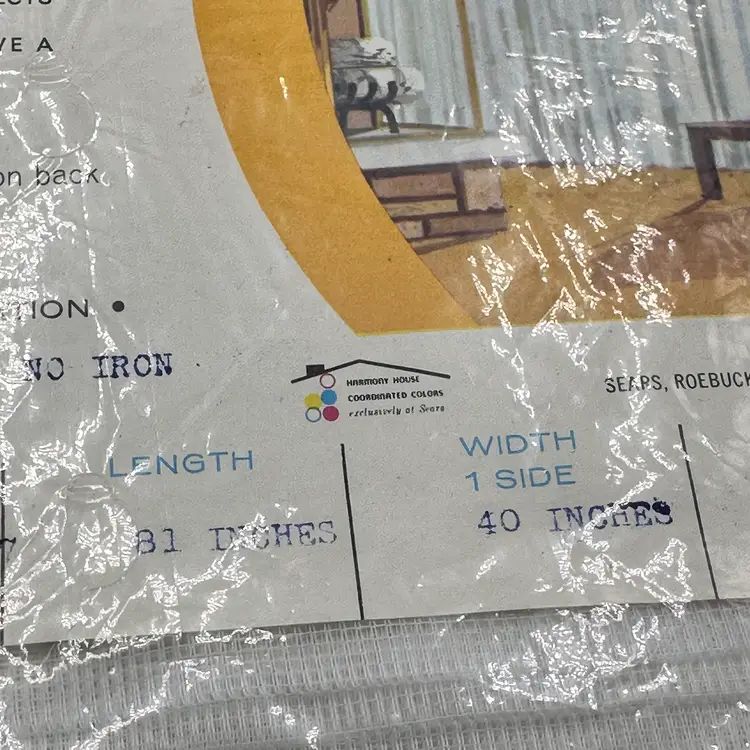 VE A
on back
NO IRON
HARMONY HOUSE
COORDINATED COLORS
exclusively at Sears
SEARS, ROEBUCK
LENGTH
81 INCHES
WIDTH
1 SIDE
40 INCHES